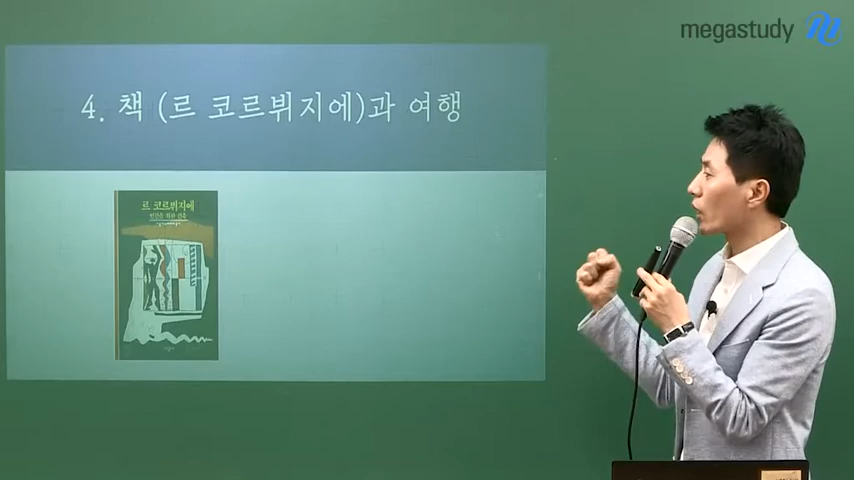 megastudy
4. 책 (르 코르뷔지에)과 여행
르 코르뷔지에
인간을 위한 건축